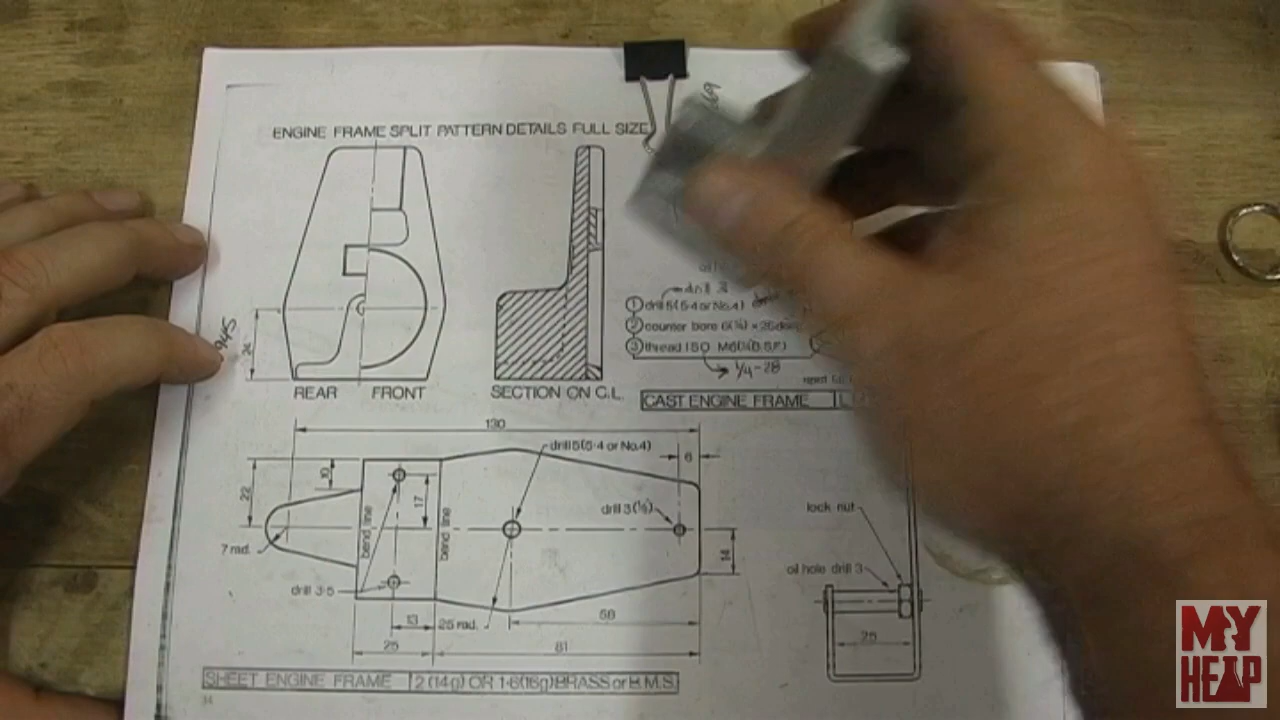 ENGINE FRAME SPLIT PATTERN DETAILS FULL SIZE
24
REAR FRONT SECTION ON C.L.
① drill 5(5·4 or No.4)
② counter bore 6(¼) × 26 deep
③ thread ISO
¼-28
CAST ENGINE FRAME
130
drill 5(5·4 or No.4)
6
22
10
17
bend line
bend line
drill 3(⅛)
7 rad.
14
drill 3·5
13
25 rad.
58
25
81
lock nut
oil hole drill 3
25
SHEET ENGINE FRAME 2(14g) OR 1·6(16g) BRASS or B.M.S.
34
MY
HEAP